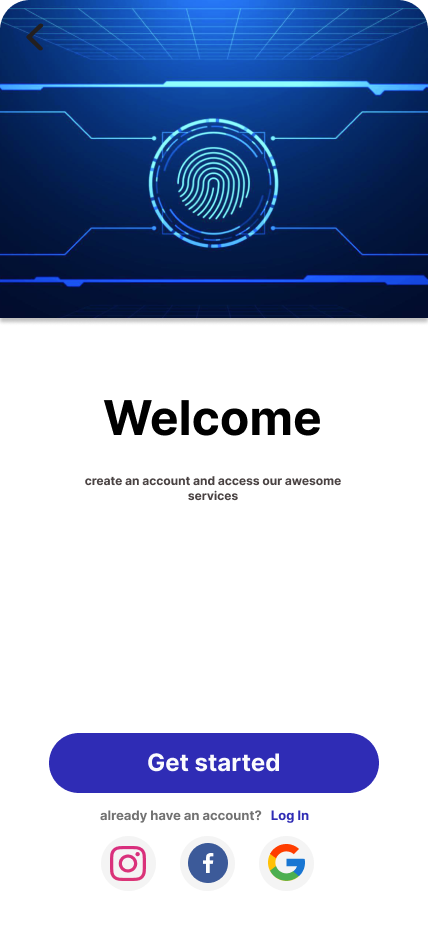 Welcome
create an account and access our awesome
services
Get started
already have an account? Log In